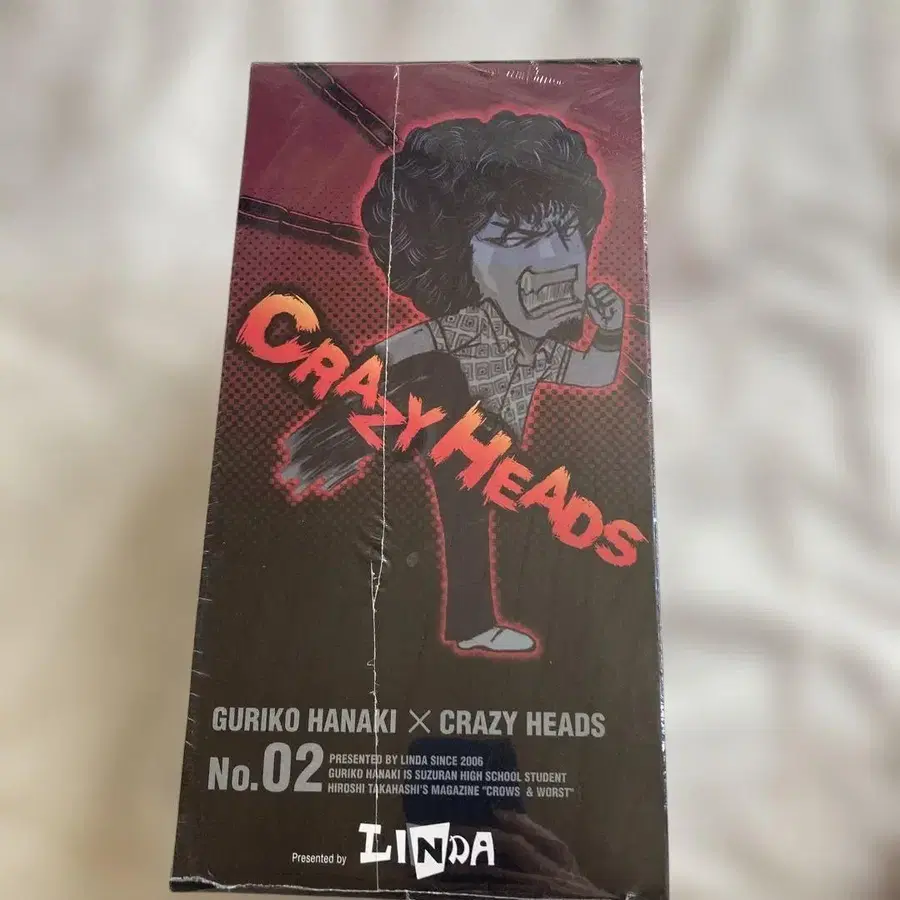 CRAZY HEADS
GURIKO HANAKI × CRAZY HEADS
No.02
PRESENTED BY LINDA SINCE 2006
GURIKO HANAKI IS SUZURAN HIGH SCHOOL STUDENT
HIROSHI TAKAHASHI'S MAGAZINE "CROWS & WORST"
Presented by LINDA